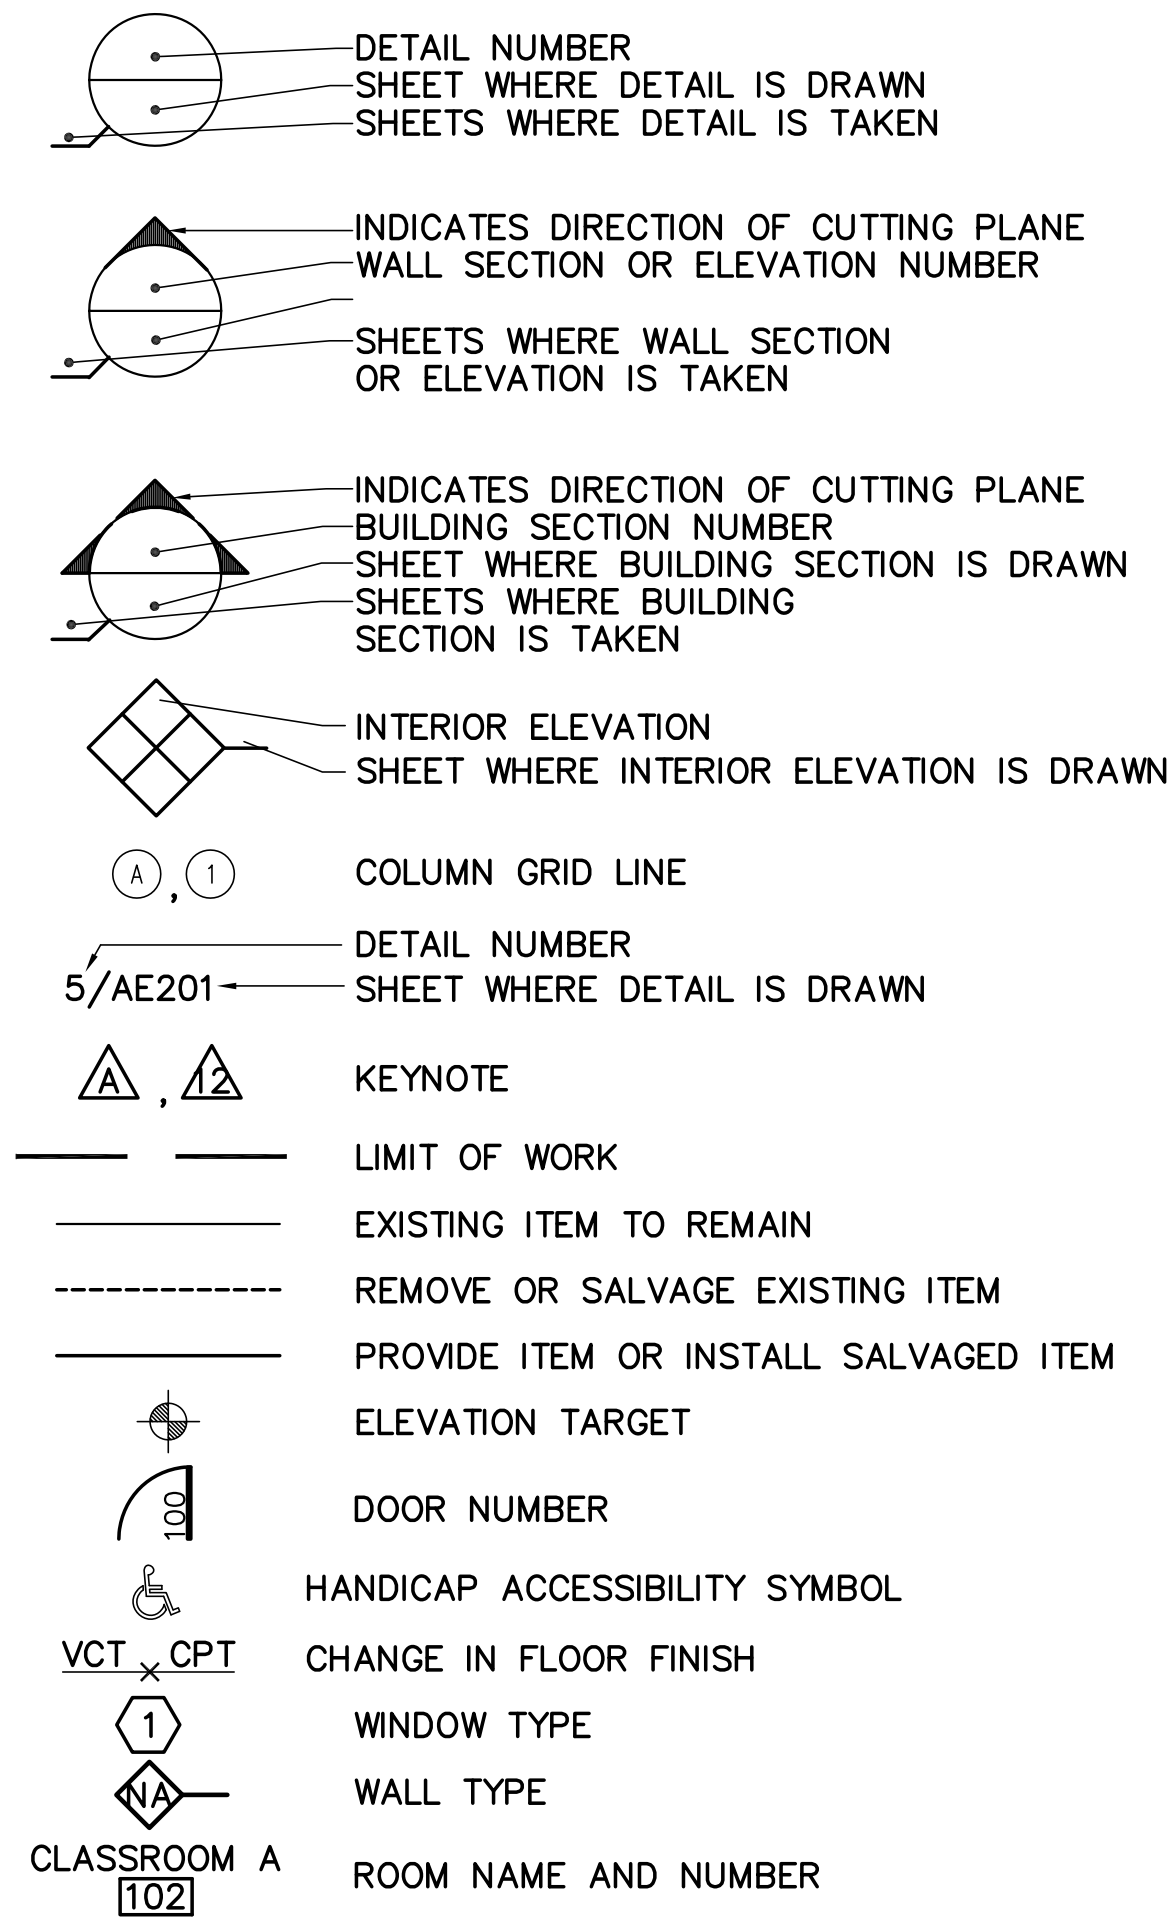 DETAIL NUMBER
SHEET WHERE DETAIL IS DRAWN
SHEETS WHERE DETAIL IS TAKEN
INDICATES DIRECTION OF CUTTING PLANE
WALL SECTION OR ELEVATION NUMBER
SHEETS WHERE WALL SECTION
OR ELEVATION IS TAKEN
INDICATES DIRECTION OF CUTTING PLANE
BUILDING SECTION NUMBER
SHEET WHERE BUILDING SECTION IS DRAWN
SHEETS WHERE BUILDING
SECTION IS TAKEN
INTERIOR ELEVATION
SHEET WHERE INTERIOR ELEVATION IS DRAWN
A , 1 COLUMN GRID LINE
DETAIL NUMBER
5/AE201 SHEET WHERE DETAIL IS DRAWN
A , 12 KEYNOTE
LIMIT OF WORK
EXISTING ITEM TO REMAIN
REMOVE OR SALVAGE EXISTING ITEM
PROVIDE ITEM OR INSTALL SALVAGED ITEM
ELEVATION TARGET
100 DOOR NUMBER
HANDICAP ACCESSIBILITY SYMBOL
VCT CPT CHANGE IN FLOOR FINISH
1 WINDOW TYPE
NA WALL TYPE
CLASSROOM A
102 ROOM NAME AND NUMBER